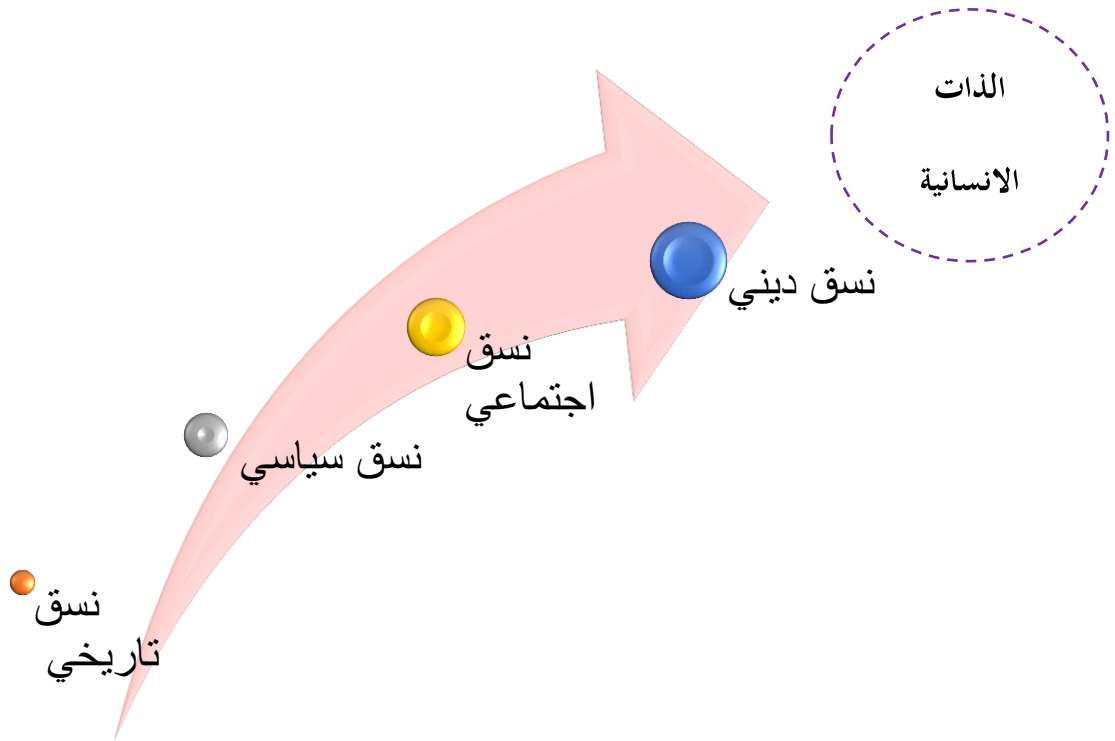 الذات
الانسانية
نسق ديني
نسق
اجتماعي
نسق سياسي
نسق
تاريخي